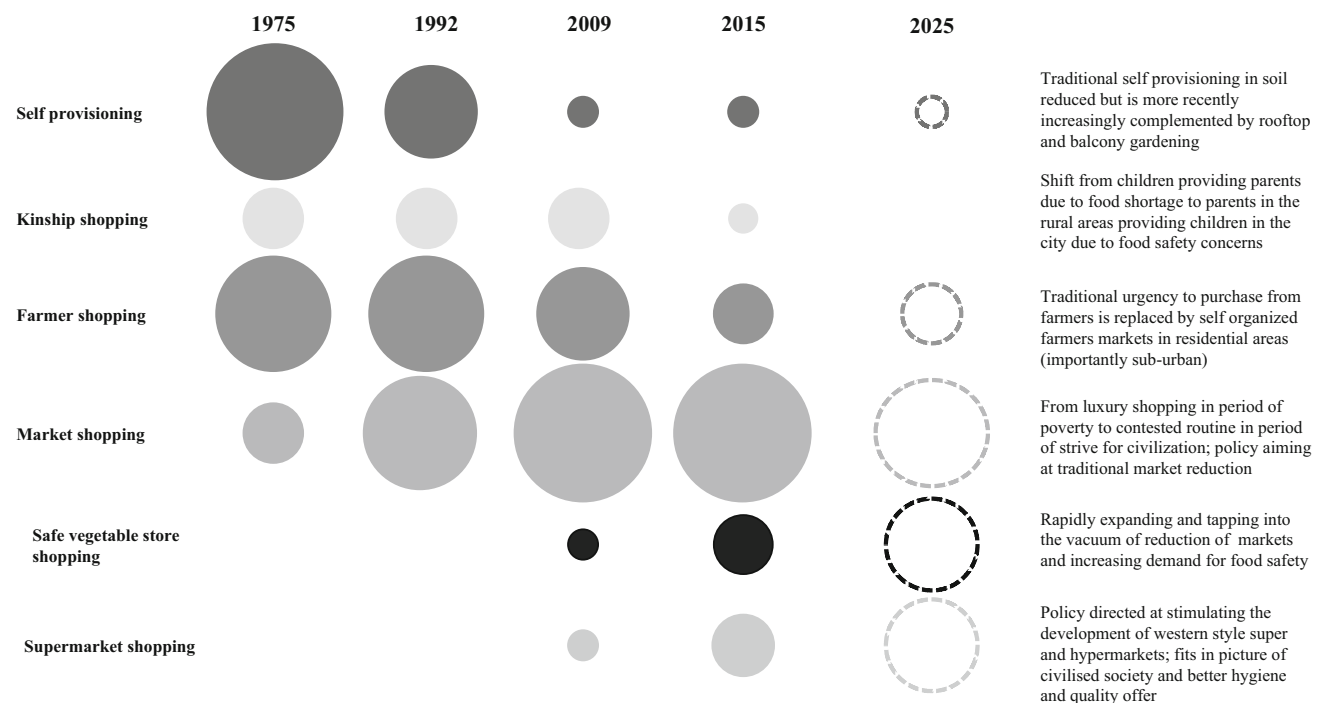 1975 1992 2009 2015 2025
Self provisioning
Traditional self provisioning in soil
reduced but is more recently
increasingly complemented by rooftop
and balcony gardening
Kinship shopping
Shift from children providing parents
due to food shortage to parents in the
rural areas providing children in the
city due to food safety concerns
Farmer shopping
Traditional urgency to purchase from
farmers is replaced by self organized
farmers markets in residential areas
(importantly sub-urban)
Market shopping
From luxury shopping in period of
poverty to contested routine in period
of strive for civilization; policy aiming
at traditional market reduction
Safe vegetable store
shopping
Rapidly expanding and tapping into
the vacuum of reduction of markets
and increasing demand for food safety
Supermarket shopping
Policy directed at stimulating the
development of western style super
and hypermarkets; fits in picture of
civilised society and better hygiene
and quality offer